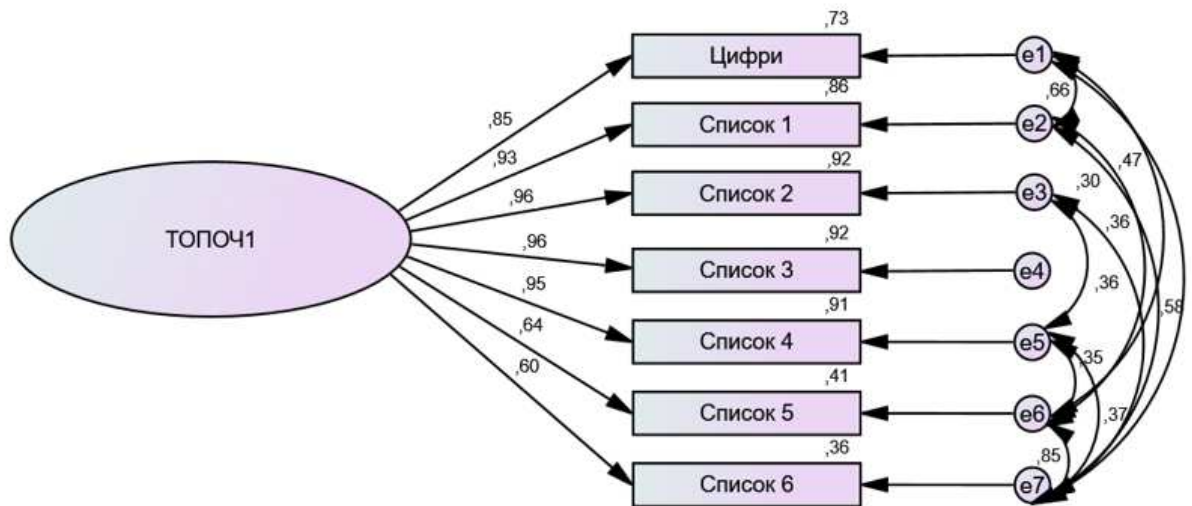 ,73
Цифри
e1
,86
,66
,85
Список 1
e2
,93
,92
,47
,30
,96
Список 2
e3
,36
ТОПОЧ1
,92
,96
Список 3
e4
,36
,95
,91
,58
,64
Список 4
e5
,35
,60
,41
Список 5
e6
,37
,36
,85
Список 6
e7